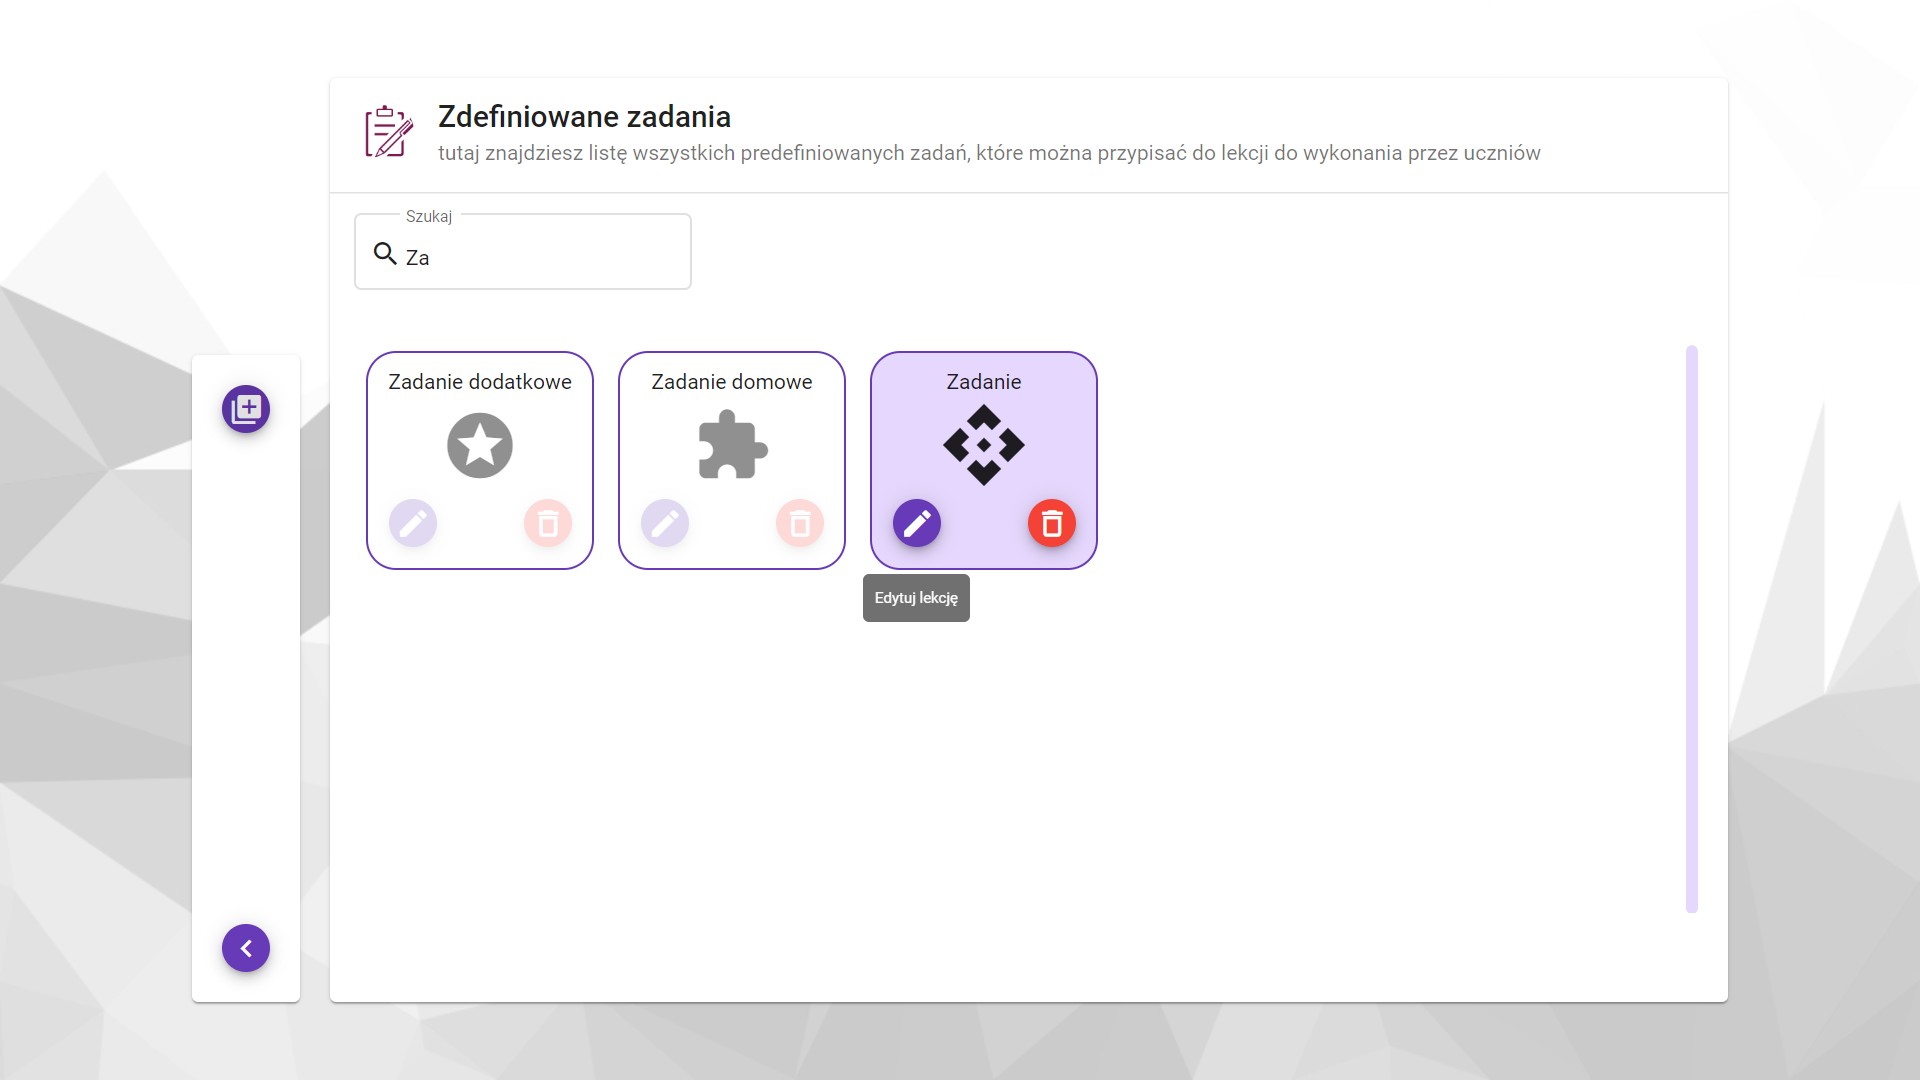 Zdefiniowane zadania
tutaj znajdziesz listę wszystkich predefiniowanych zadań, które można przypisać do lekcji do wykonania przez uczniów
Szukaj
Za
Zadanie dodatkowe
Zadanie domowe
Zadanie
Edytuj lekcję